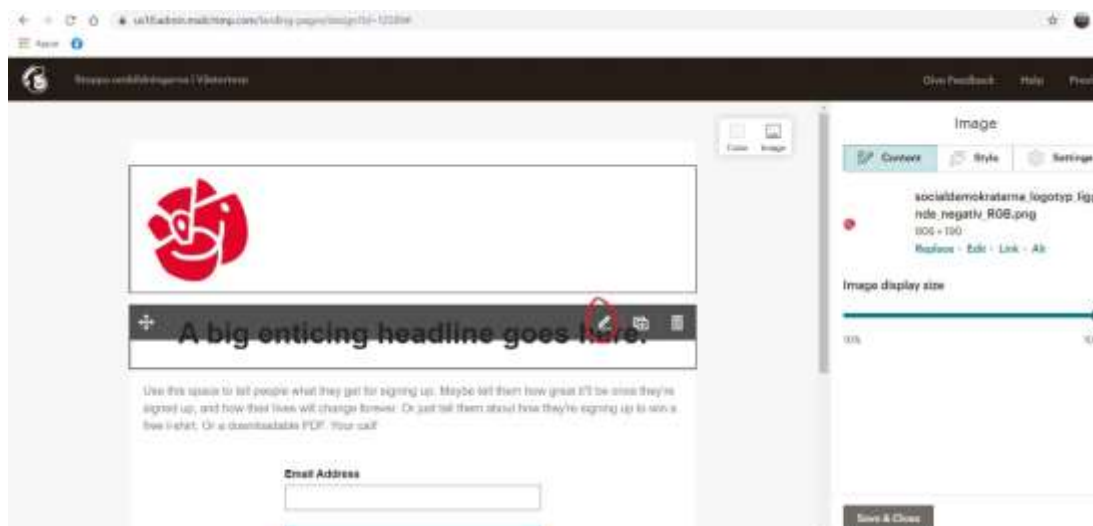 Apps
Give Feedback Help
Color Image
Image
Content Style Settings
socialdemokraterna_logotyp_ligg
nde_negativ_RGB.png
Replace - Edit - Link - Alt
Image display size
10%
A big enticing headline goes here.
Use this space to tell people what they get for signing up. Maybe tell them how great it'll be once they're
signed up, and how their lives will change forever. Or just tell them about how they're signing up to win a
free t-shirt. Or a downloadable PDF. Your call!
Email Address
Save & Close